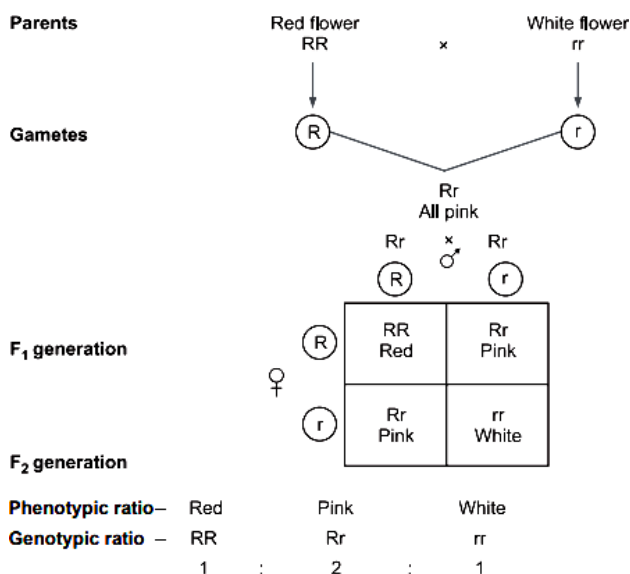 Parents Red flower White flower
RR × rr
Gametes R r
Rr
All pink
Rr × Rr
♂
R r
RR Rr
F₁ generation R Red Pink
♀
Rr rr
r Pink White
F₂ generation
Phenotypic ratio – Red Pink White
Genotypic ratio – RR Rr rr
1 : 2 : 1